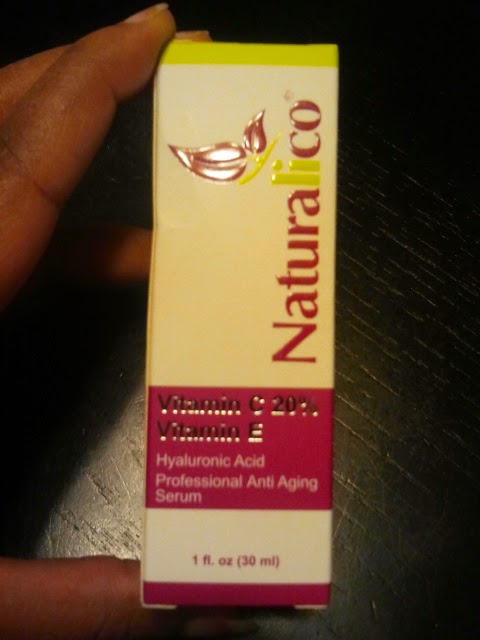 Naturalico®
Vitamin C 20%
Vitamin E
Hyaluronic Acid
Professional Anti Aging
Serum
1 fl. oz (30 ml)